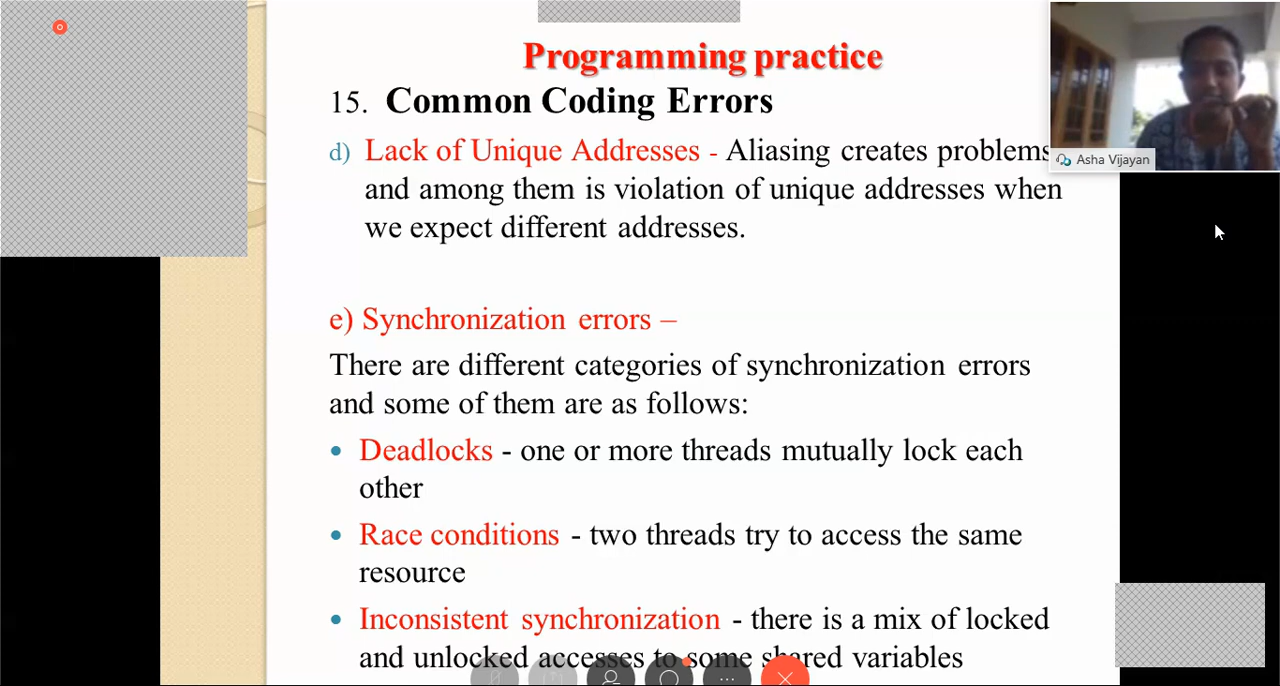 Programming practice
15. Common Coding Errors
d) Lack of Unique Addresses - Aliasing creates problems
Asha Vijayan
and among them is violation of unique addresses when
we expect different addresses.
e) Synchronization errors –
There are different categories of synchronization errors
and some of them are as follows:
• Deadlocks - one or more threads mutually lock each
other
• Race conditions - two threads try to access the same
resource
• Inconsistent synchronization - there is a mix of locked
and unlocked accesses to some shared variables